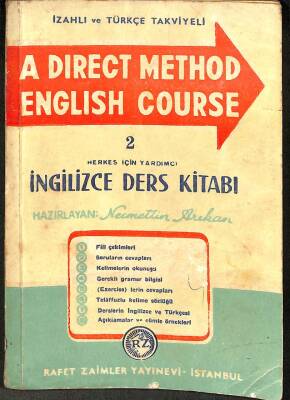 İZAHLI ve TÜRKÇE TAKVİYELİ
A DIRECT METHOD
ENGLISH COURSE
2
HERKES İÇİN YARDIMCI
İNGİLİZCE DERS KİTABI
HAZIRLAYAN: Necmettin Arıkan
Fiil çekimleri
Soruların cevapları
Kelimelerin okunuşu
Gerekli gramer bilgisi
(Exercies) lerin cevapları
Telâffuzlu kelime sözlüğü
Derslerin İngilizce ve Türkçesi
Açıklamalar ve cümle örnekleri
RZ
RAFET ZAİMLER YAYINEVİ - İSTANBUL